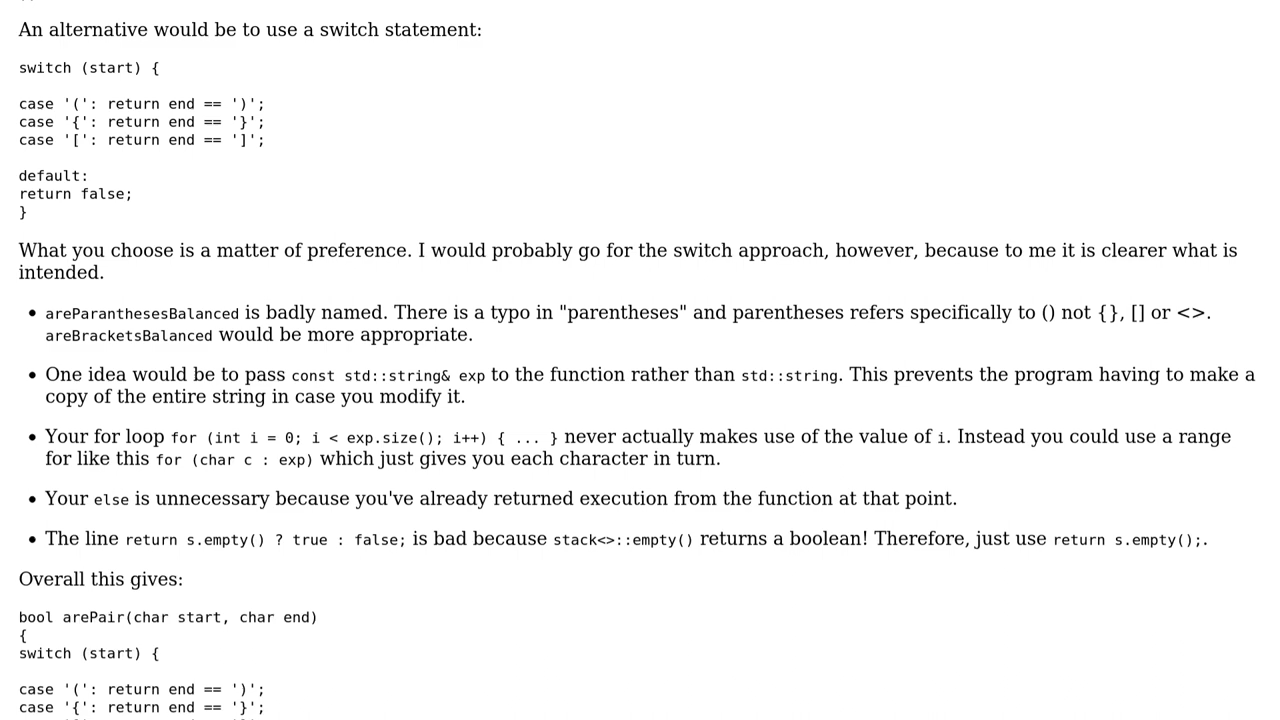 An alternative would be to use a switch statement:
switch (start) {
case '(': return end == ')';
case '{': return end == '}';
case '[': return end == ']';
default:
return false;
}
What you choose is a matter of preference. I would probably go for the switch approach, however, because to me it is clearer what is
intended.
• areParanthesesBalanced is badly named. There is a typo in "parentheses" and parentheses refers specifically to () not {}, [] or <>.
areBracketsBalanced would be more appropriate.
• One idea would be to pass const std::string& exp to the function rather than std::string. This prevents the program having to make a
copy of the entire string in case you modify it.
• Your for loop for (int i = 0; i < exp.size(); i++) { ... } never actually makes use of the value of i. Instead you could use a range
for like this for (char c : exp) which just gives you each character in turn.
• Your else is unnecessary because you've already returned execution from the function at that point.
• The line return s.empty() ? true : false; is bad because stack<>::empty() returns a boolean! Therefore, just use return s.empty();.
Overall this gives:
bool arePair(char start, char end)
{
switch (start) {
case '(': return end == ')';
case '{': return end == '}';